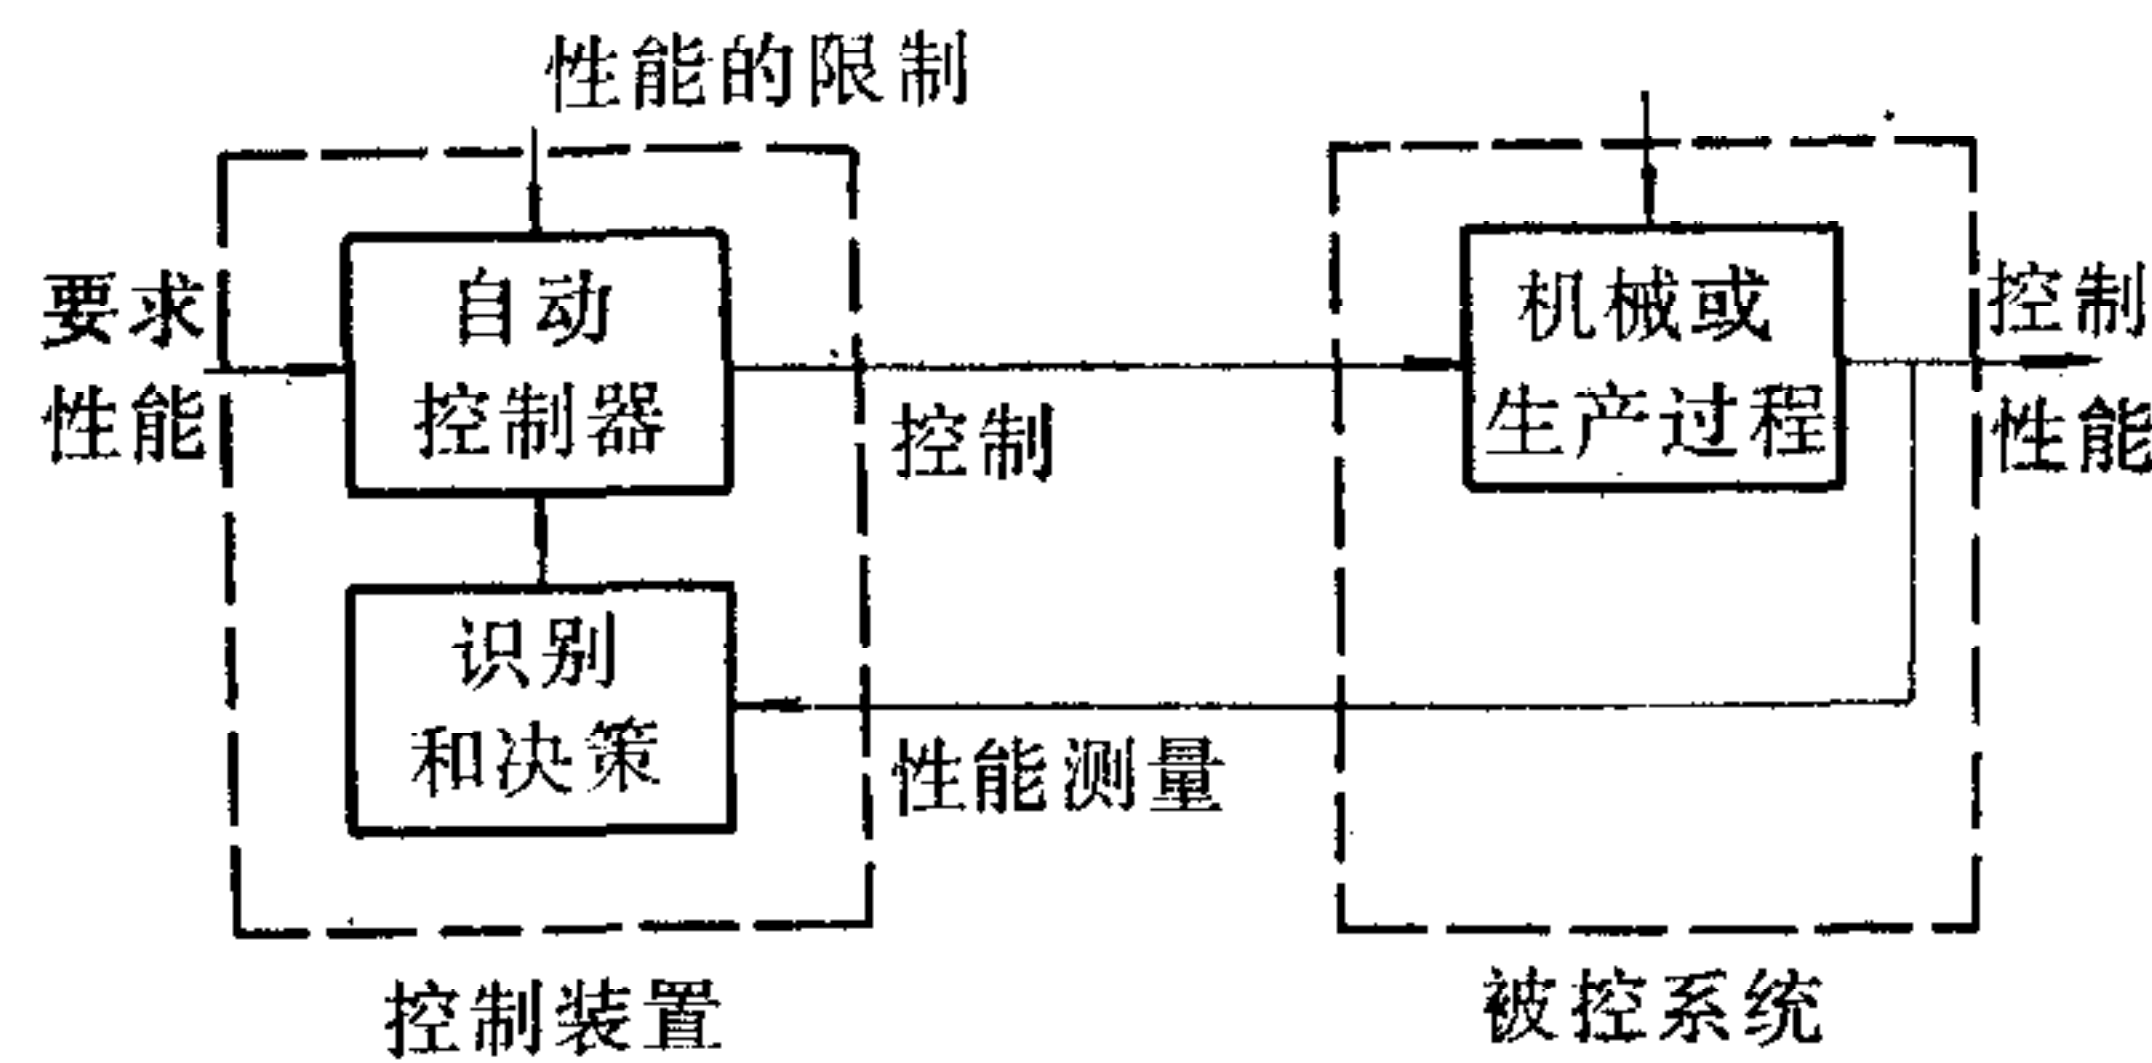 性能的限制
要求
性能
自动
控制器
控制
机械或
生产过程
控制
性能
识别
和决策
性能测量
控制装置
被控系统